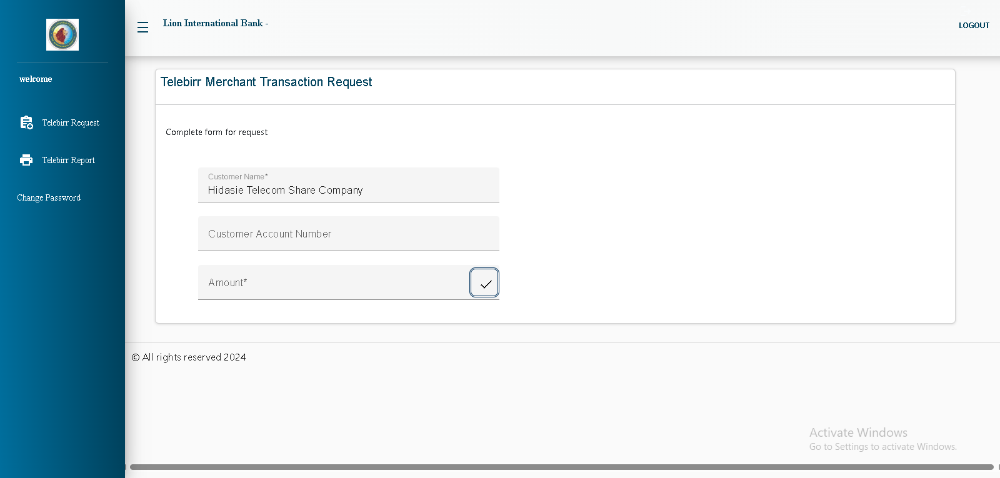 Lion International Bank -
LOGOUT
welcome
Telebirr Request
Telebirr Report
Change Password
Telebirr Merchant Transaction Request
Complete form for request
Customer Name*
Hidasie Telecom Share Company
Customer Account Number
Amount*
© All rights reserved 2024
Activate Windows
Go to Settings to activate Windows.